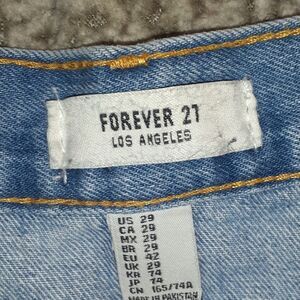 FOREVER 21
LOS ANGELES
US 29
CA 29
MX 29
BR 29
EU 42
UK 29
KR 74
JP 74
CN 165/74A
MADE IN PAKISTAN